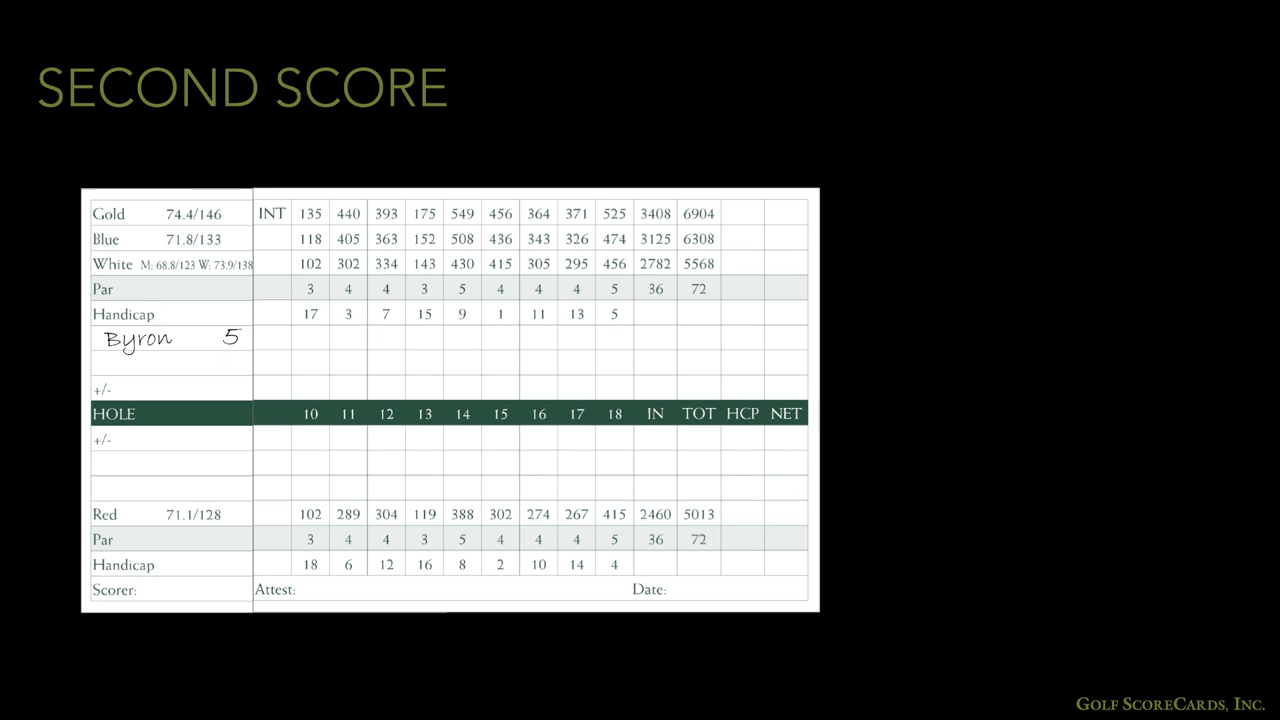 SECOND SCORE
Gold 74.4/146 INT 135 440 393 175 549 456 364 371 525 3408 6904
Blue 71.8/133 118 405 363 152 508 436 343 326 474 3125 6308
White M: 68.8/123 W: 73.9/138 102 302 334 143 430 415 305 295 456 2782 5568
Par 3 4 4 3 5 4 4 4 5 36 72
Handicap 17 3 7 15 9 1 11 13 5
Byron 5
+/-
HOLE 10 11 12 13 14 15 16 17 18 IN TOT HCP NET
+/-
Red 71.1/128 102 289 304 119 388 302 274 267 415 2460 5013
Par 3 4 4 3 5 4 4 4 5 36 72
Handicap 18 6 12 16 8 2 10 14 4
Scorer: Attest: Date:
GOLF SCORECARDS, INC.